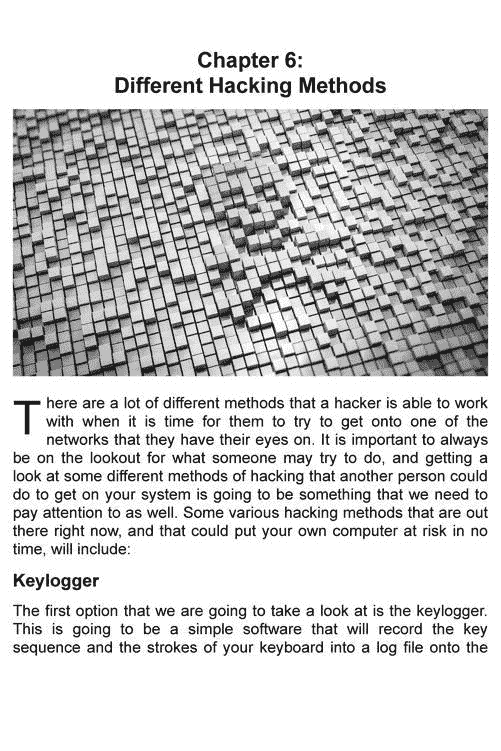 Chapter 6:
Different Hacking Methods
There are a lot of different methods that a hacker is able to work
with when it is time for them to try to get onto one of the
networks that they have their eyes on. It is important to always
be on the lookout for what someone may try to do, and getting a
look at some different methods of hacking that another person could
do to get on your system is going to be something that we need to
pay attention to as well. Some various hacking methods that are out
there right now, and that could put your own computer at risk in no
time, will include:
Keylogger
The first option that we are going to take a look at is the keylogger.
This is going to be a simple software that will record the key
sequence and the strokes of your keyboard into a log file onto the